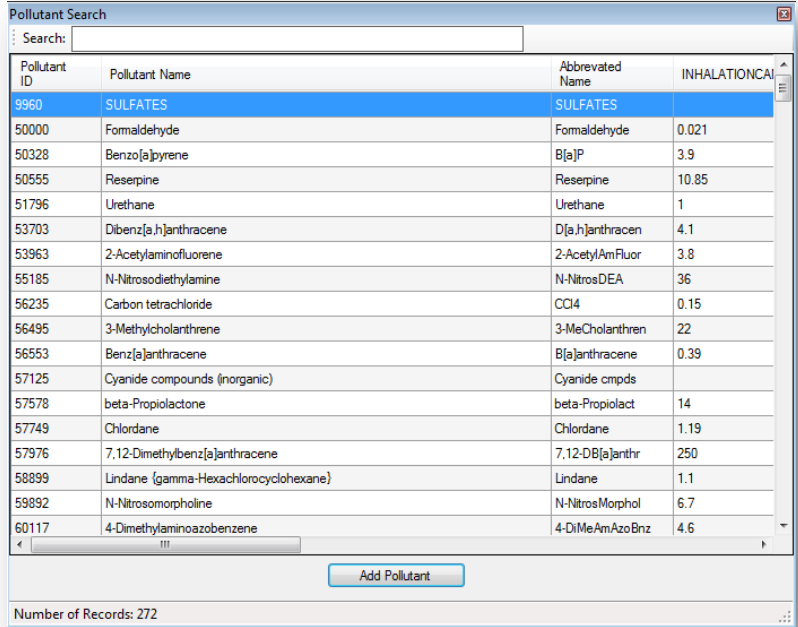 Pollutant Search
Search:
Pollutant ID Pollutant Name Abbrevated Name INHALATIONCAN
9960 SULFATES SULFATES
50000 Formaldehyde Formaldehyde 0.021
50328 Benzo[a]pyrene B[a]P 3.9
50555 Reserpine Reserpine 10.85
51796 Urethane Urethane 1
53703 Dibenz[a,h]anthracene D[a,h]anthracen 4.1
53963 2-Acetylaminofluorene 2-AcetylAmFluor 3.8
55185 N-Nitrosodiethylamine N-NitrosDEA 36
56235 Carbon tetrachloride CCl4 0.15
56495 3-Methylcholanthrene 3-MeCholanthren 22
56553 Benz[a]anthracene B[a]anthracene 0.39
57125 Cyanide compounds (inorganic) Cyanide cmpds
57578 beta-Propiolactone beta-Propiolact 14
57749 Chlordane Chlordane 1.19
57976 7,12-Dimethylbenz[a]anthracene 7,12-DB[a]anthr 250
58899 Lindane {gamma-Hexachlorocyclohexane} Lindane 1.1
59892 N-Nitrosomorpholine N-NitrosMorphol 6.7
60117 4-Dimethylaminoazobenzene 4-DiMeAmAzoBnz 4.6
Add Pollutant
Number of Records: 272